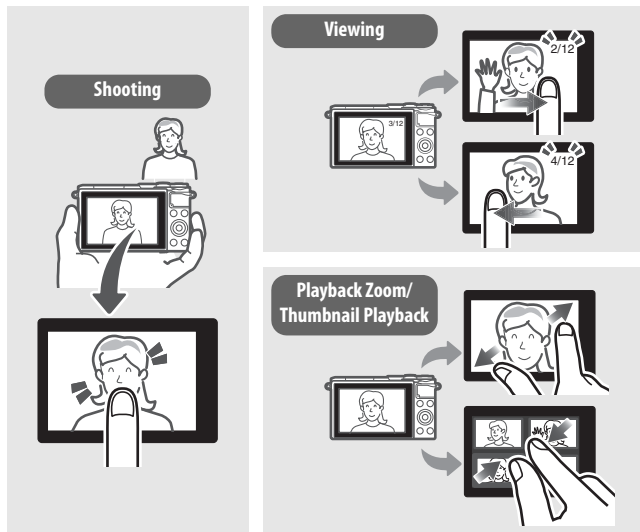 Shooting
Viewing
2/12
3/12
4/12
Playback Zoom/
Thumbnail Playback